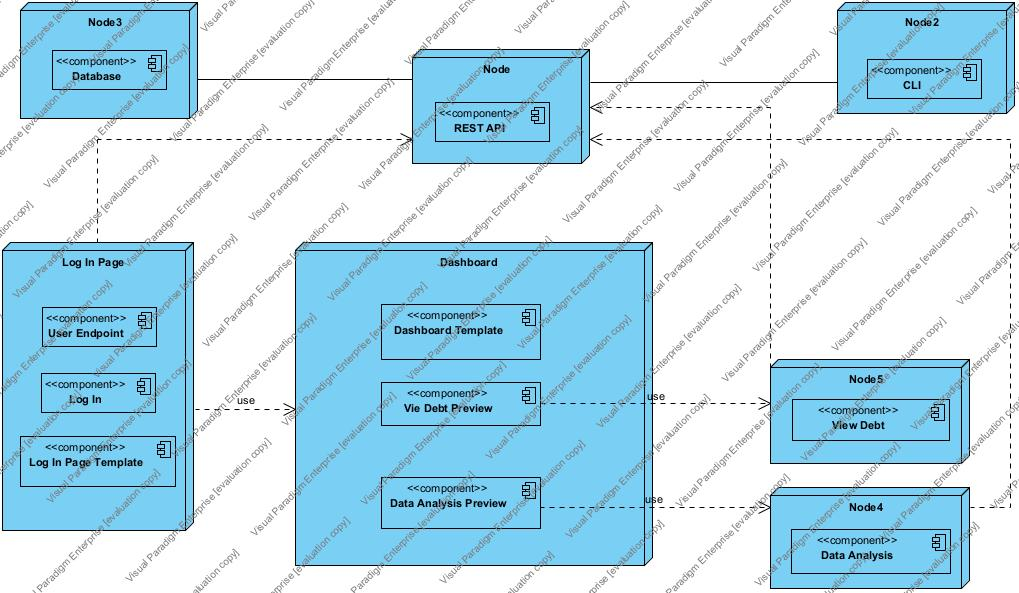 Node3
<<component>>
Database
Node
<<component>>
REST API
Node2
<<component>>
CLI
Log In Page
<<component>>
User Endpoint
<<component>>
Log In
<<component>>
Log In Page Template
use
Dashboard
<<component>>
Dashboard Template
<<component>>
Vie Debt Preview
<<component>>
Data Analysis Preview
use
use
Node5
<<component>>
View Debt
Node4
<<component>>
Data Analysis
Visual Paradigm Enterprise [evaluation copy]